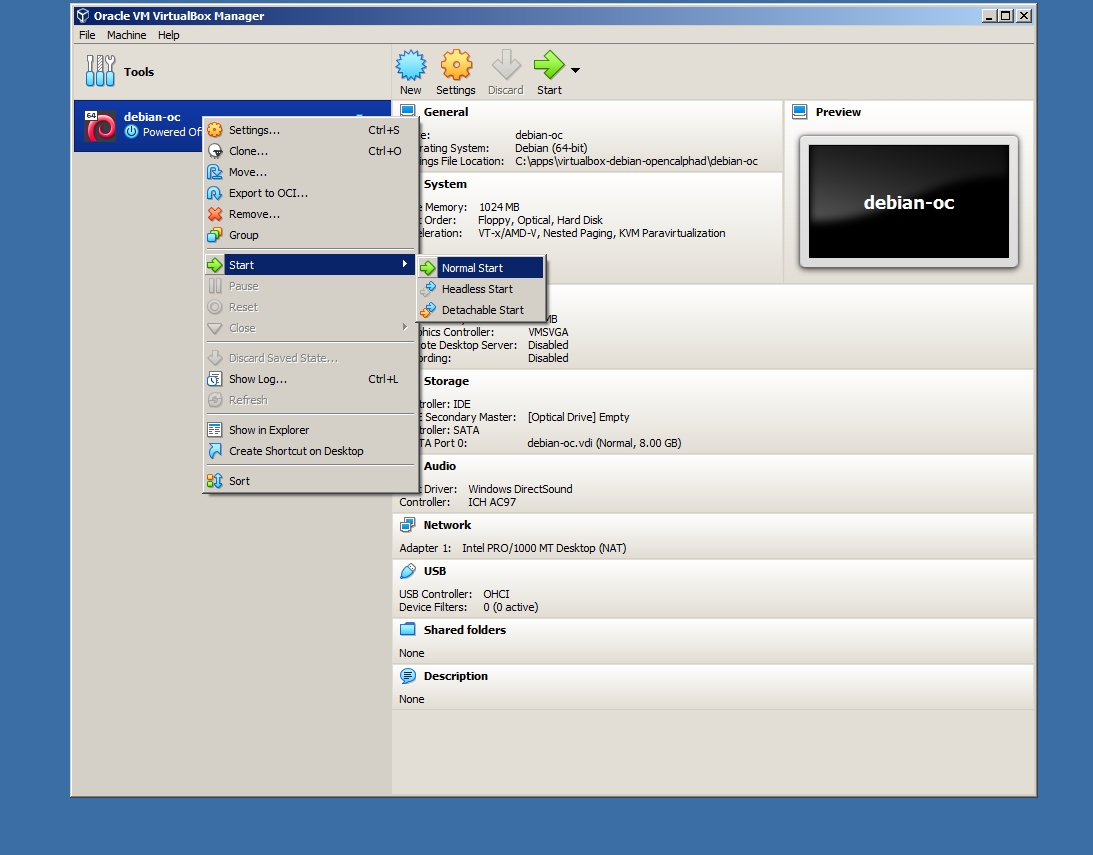 Oracle VM VirtualBox Manager
File Machine Help
Tools
New Settings Discard Start
64
debian-oc
Powered Of
Settings... Ctrl+S
Clone... Ctrl+O
Move...
Export to OCI...
Remove...
Group
Start
Pause
Reset
Close
Discard Saved State...
Show Log... Ctrl+L
Refresh
Show in Explorer
Create Shortcut on Desktop
Sort
Normal Start
Headless Start
Detachable Start
General
e: debian-oc
rating System: Debian (64-bit)
ngs File Location: C:\apps\virtualbox-debian-opencalphad\debian-oc
System
e Memory: 1024 MB
t Order: Floppy, Optical, Hard Disk
eleration: VT-x/AMD-V, Nested Paging, KVM Paravirtualization
MB
phics Controller: VMSVGA
ote Desktop Server: Disabled
ording: Disabled
Storage
troller: IDE
E Secondary Master: [Optical Drive] Empty
troller: SATA
TA Port 0: debian-oc.vdi (Normal, 8.00 GB)
Audio
t Driver: Windows DirectSound
Controller: ICH AC97
Network
Adapter 1: Intel PRO/1000 MT Desktop (NAT)
USB
USB Controller: OHCI
Device Filters: 0 (0 active)
Shared folders
None
Description
None
Preview
debian-oc